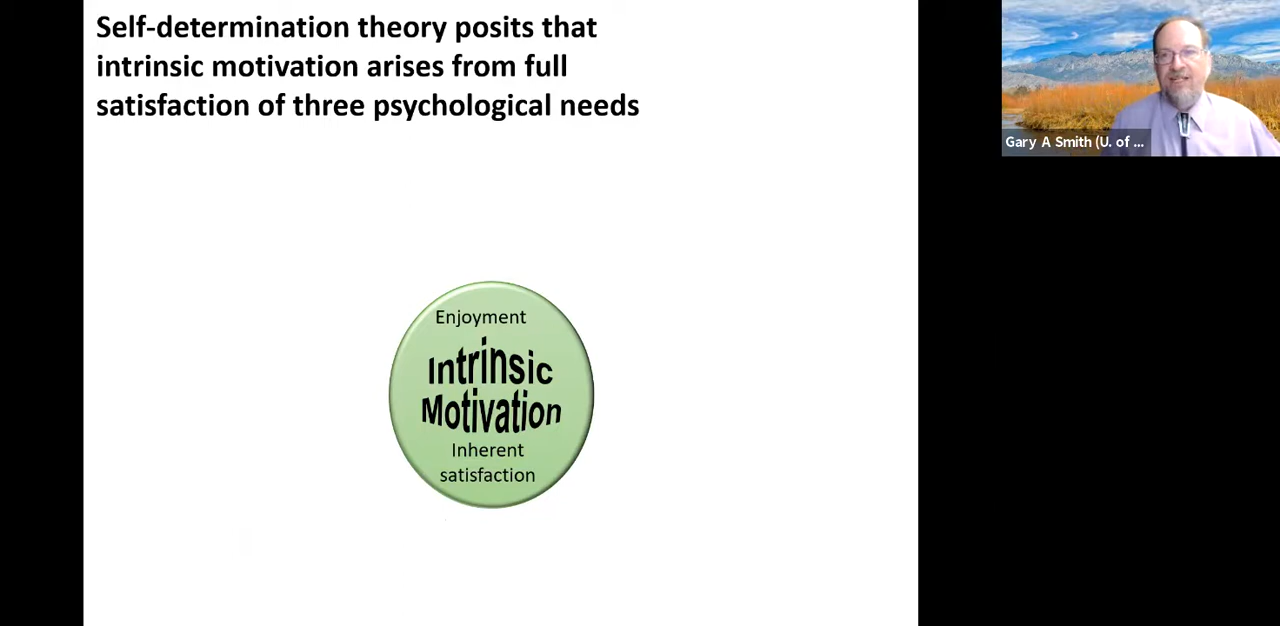 Self-determination theory posits that
intrinsic motivation arises from full
satisfaction of three psychological needs
Gary A Smith (U. of ...
Enjoyment
Intrinsic
Motivation
Inherent
satisfaction